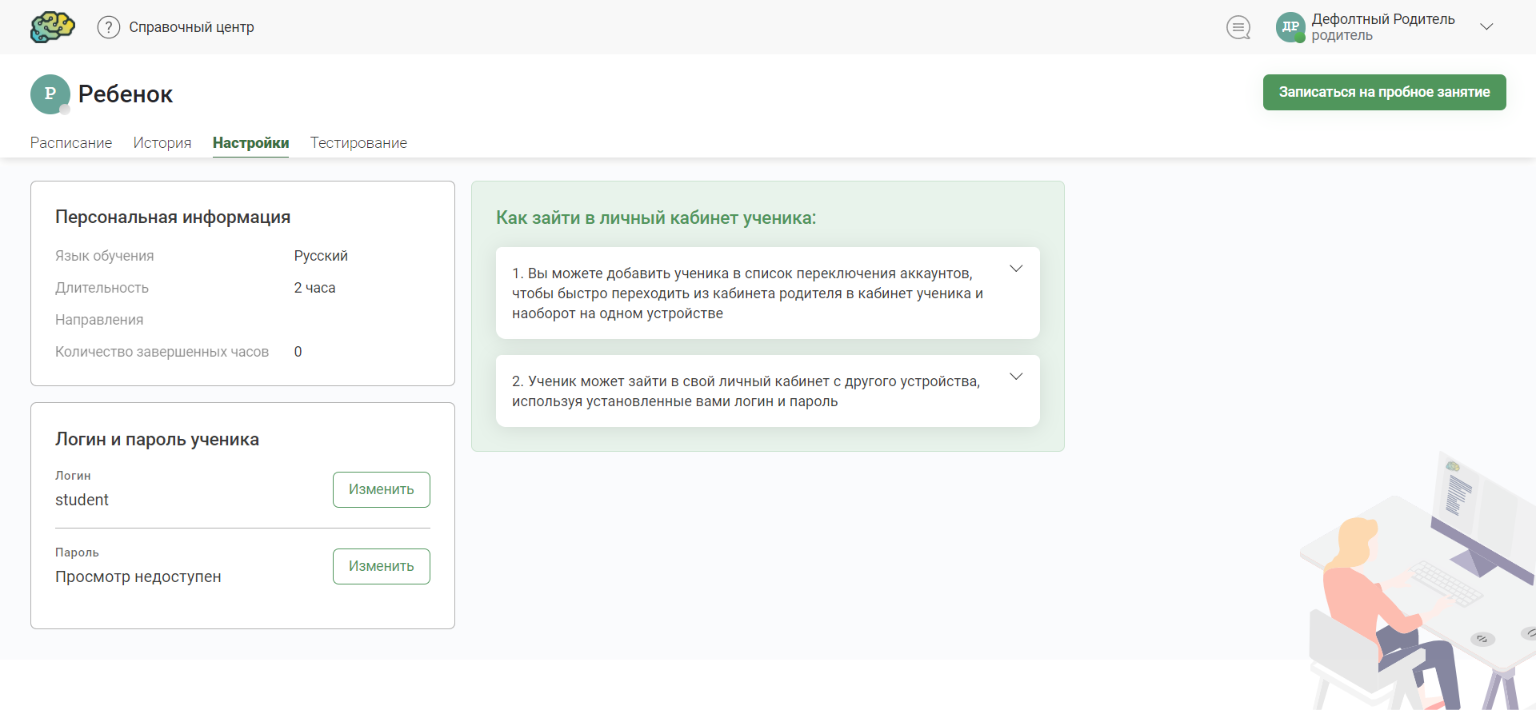 Справочный центр
ДР
Дефолтный Родитель
родитель
Р
Ребенок
Записаться на пробное занятие
Расписание
История
Настройки
Тестирование
Персональная информация
Язык обучения
Русский
Длительность
2 часа
Направления
Количество завершенных часов
0
Логин и пароль ученика
Логин
student
Изменить
Пароль
Просмотр недоступен
Изменить
Как зайти в личный кабинет ученика:
1. Вы можете добавить ученика в список переключения аккаунтов,
чтобы быстро переходить из кабинета родителя в кабинет ученика и
наоборот на одном устройстве
2. Ученик может зайти в свой личный кабинет с другого устройства,
используя установленные вами логин и пароль